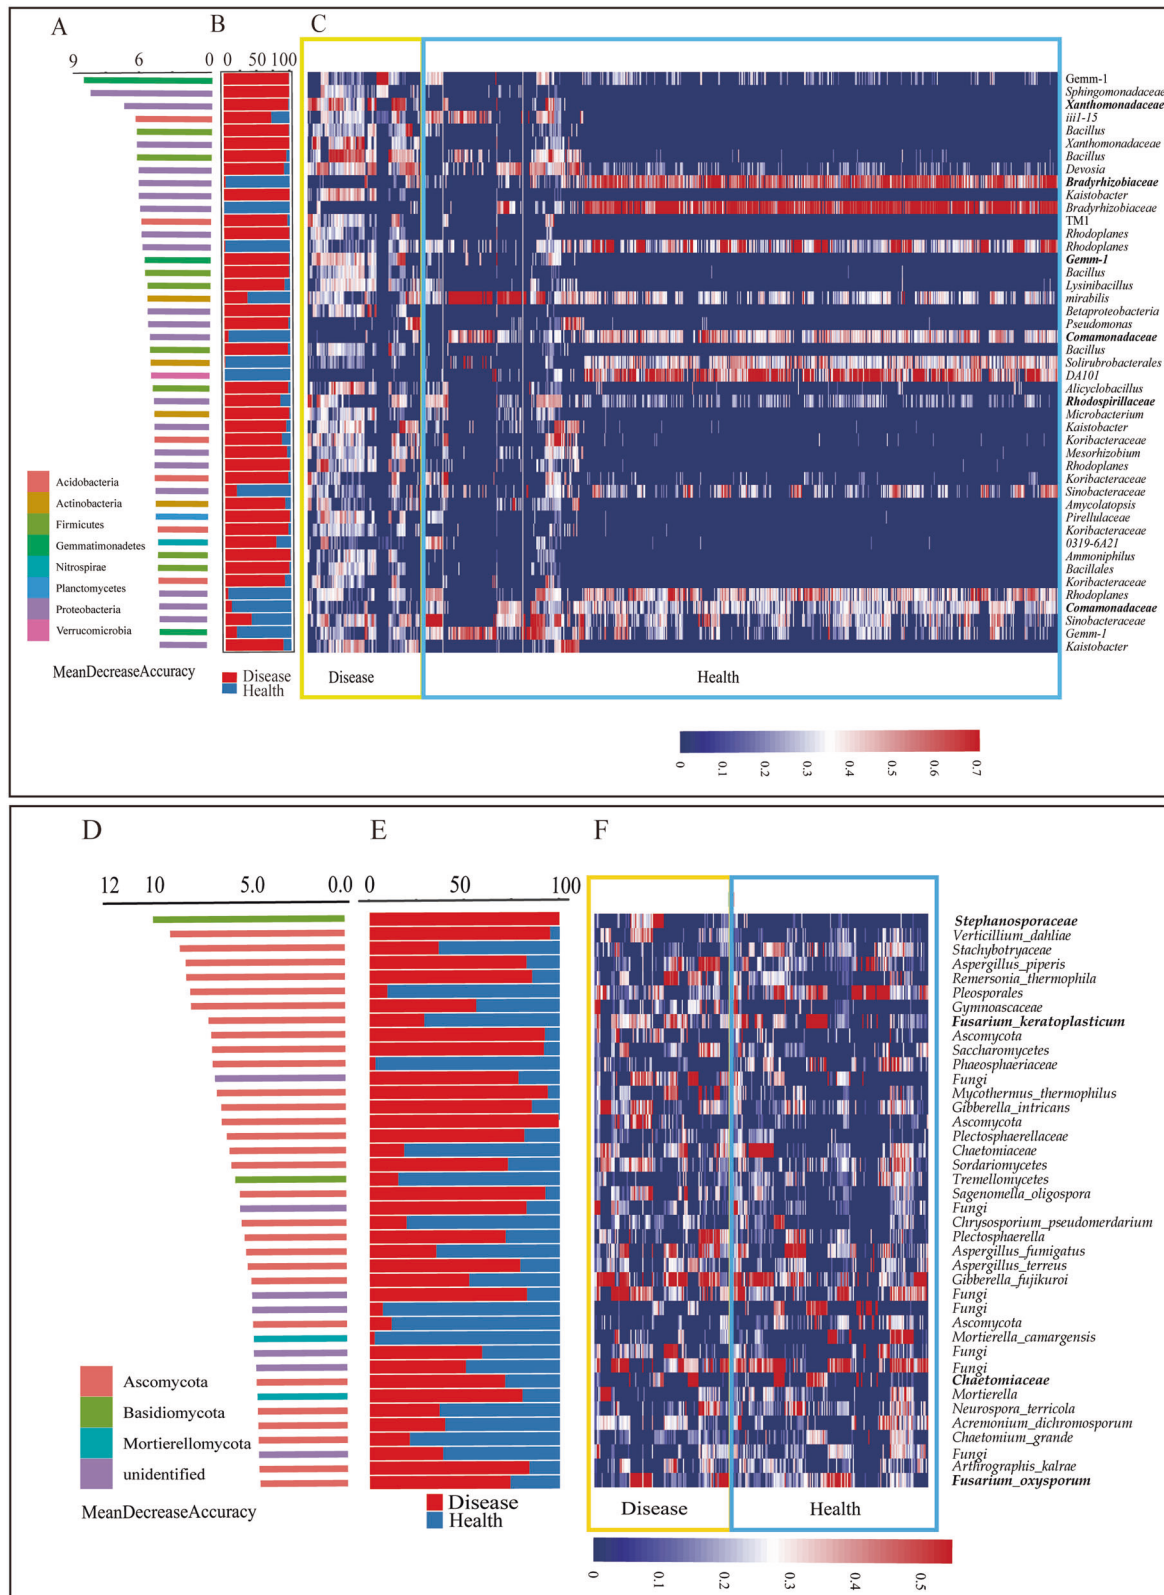 A
B
C
9
6
0
0
50
100
Gemm-1
Sphingomonadaceae
Xanthomonadaceae
iii1-15
Bacillus
Xanthomonadaceae
Bacillus
Devosia
Bradyrhizobiaceae
Kaistobacter
Bradyrhizobiaceae
TM1
Rhodoplanes
Rhodoplanes
Gemm-1
Bacillus
Lysinibacillus
mirabilis
Betaproteobacteria
Pseudomonas
Comamonadaceae
Bacillus
Solirubrobacterales
DA101
Alicyclobacillus
Rhodospirillaceae
Microbacterium
Kaistobacter
Koribacteraceae
Mesorhizobium
Rhodoplanes
Koribacteraceae
Sinobacteraceae
Amycolatopsis
Pirellulaceae
Koribacteraceae
0319-6A21
Ammoniphilus
Bacillales
Koribacteraceae
Rhodoplanes
Comamonadaceae
Sinobacteraceae
Gemm-1
Kaistobacter
Acidobacteria
Actinobacteria
Firmicutes
Gemmatimonadetes
Nitrospirae
Planctomycetes
Proteobacteria
Verrucomicrobia
MeanDecreaseAccuracy
Disease
Health
Disease
Health
0
0.1
0.2
0.3
0.4
0.5
0.6
0.7
D
E
F
12
10
5.0
0.0
0
50
100
Stephanosporaceae
Verticillium_dahliae
Stachybotryaceae
Aspergillus_piperis
Remersonia_thermophila
Pleosporales
Gymnoascaceae
Fusarium_keratoplasticum
Ascomycota
Saccharomycetes
Phaeosphaeriaceae
Fungi
Mycothermus_thermophilus
Gibberella_intricans
Ascomycota
Plectosphaerellaceae
Chaetomiaceae
Sordariomycetes
Tremellomycetes
Sagenomella_oligospora
Fungi
Chrysosporium_pseudomerdarium
Plectosphaerella
Aspergillus_fumigatus
Aspergillus_terreus
Gibberella_fujikuroi
Fungi
Fungi
Ascomycota
Mortierella_camargensis
Fungi
Fungi
Chaetomiaceae
Mortierella
Neurospora_terricola
Acremonium_dichromosporum
Chaetomium_grande
Fungi
Arthrographis_kalrae
Fusarium_oxysporum
Ascomycota
Basidiomycota
Mortierellomycota
unidentified
MeanDecreaseAccuracy
Disease
Health
Disease
Health
0
0.1
0.2
0.3
0.4
0.5